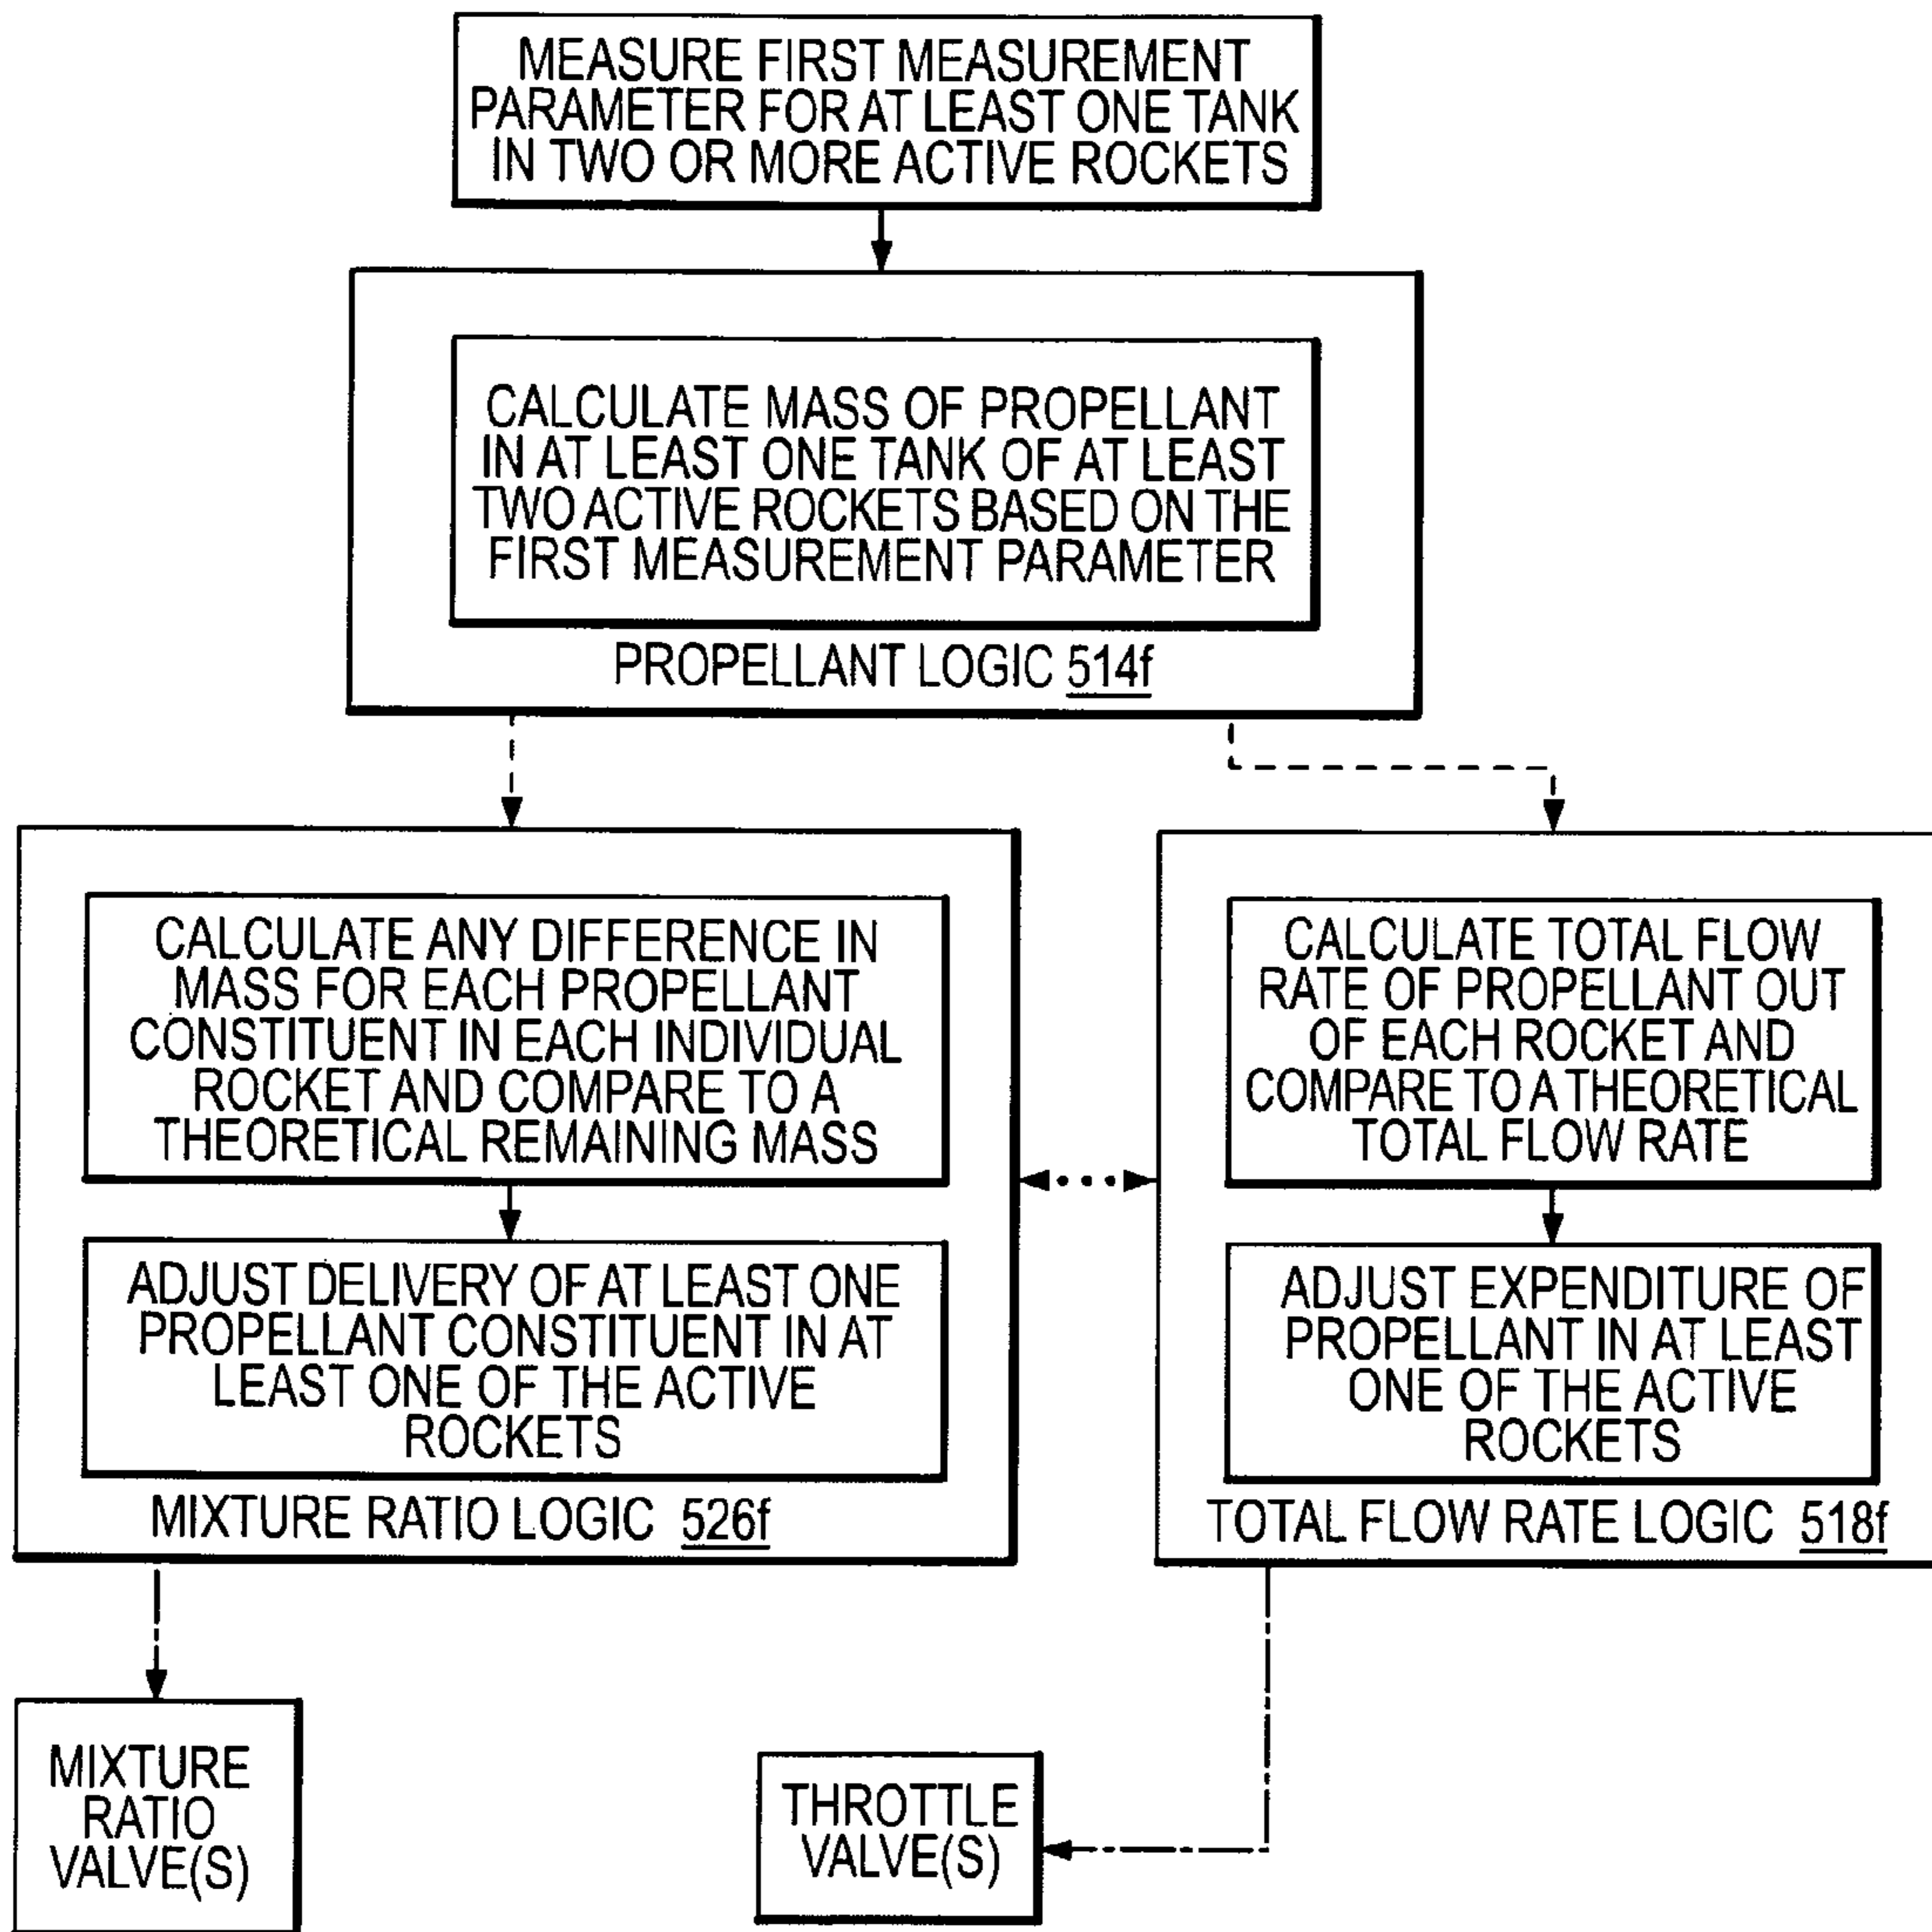 MEASURE FIRST MEASUREMENT
PARAMETER FOR AT LEAST ONE TANK
IN TWO OR MORE ACTIVE ROCKETS
CALCULATE MASS OF PROPELLANT
IN AT LEAST ONE TANK OF AT LEAST
TWO ACTIVE ROCKETS BASED ON THE
FIRST MEASUREMENT PARAMETER
PROPELLANT LOGIC 514f
CALCULATE ANY DIFFERENCE IN
MASS FOR EACH PROPELLANT
CONSTITUENT IN EACH INDIVIDUAL
ROCKET AND COMPARE TO A
THEORETICAL REMAINING MASS
ADJUST DELIVERY OF AT LEAST ONE
PROPELLANT CONSTITUENT IN AT
LEAST ONE OF THE ACTIVE
ROCKETS
MIXTURE RATIO LOGIC 526f
CALCULATE TOTAL FLOW
RATE OF PROPELLANT OUT
OF EACH ROCKET AND
COMPARE TO A THEORETICAL
TOTAL FLOW RATE
ADJUST EXPENDITURE OF
PROPELLANT IN AT LEAST
ONE OF THE ACTIVE
ROCKETS
TOTAL FLOW RATE LOGIC 518f
MIXTURE
RATIO
VALVE(S)
THROTTLE
VALVE(S)